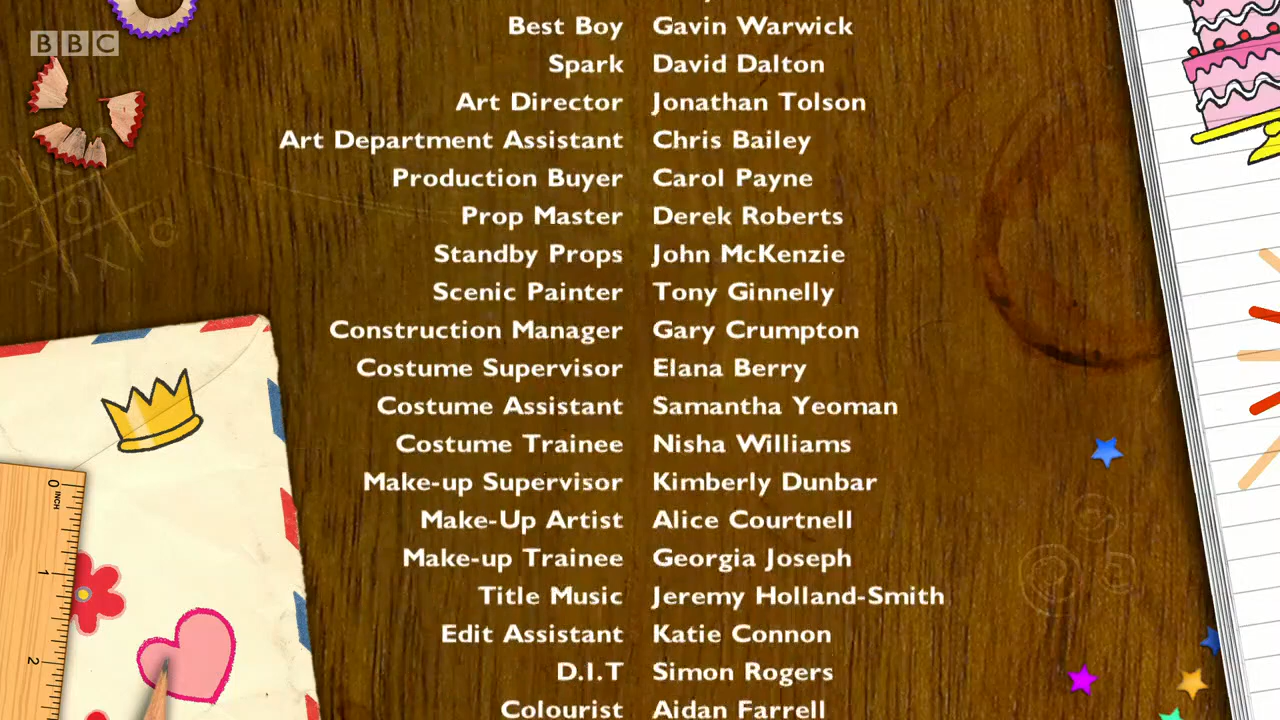 BBC
Best Boy Gavin Warwick
Spark David Dalton
Art Director Jonathan Tolson
Art Department Assistant Chris Bailey
Production Buyer Carol Payne
Prop Master Derek Roberts
Standby Props John McKenzie
Scenic Painter Tony Ginnelly
Construction Manager Gary Crumpton
Costume Supervisor Elana Berry
Costume Assistant Samantha Yeoman
Costume Trainee Nisha Williams
Make-up Supervisor Kimberly Dunbar
Make-Up Artist Alice Courtnell
Make-up Trainee Georgia Joseph
Title Music Jeremy Holland-Smith
Edit Assistant Katie Connon
D.I.T Simon Rogers
Colourist Aidan Farrell
0 INCH
1
2